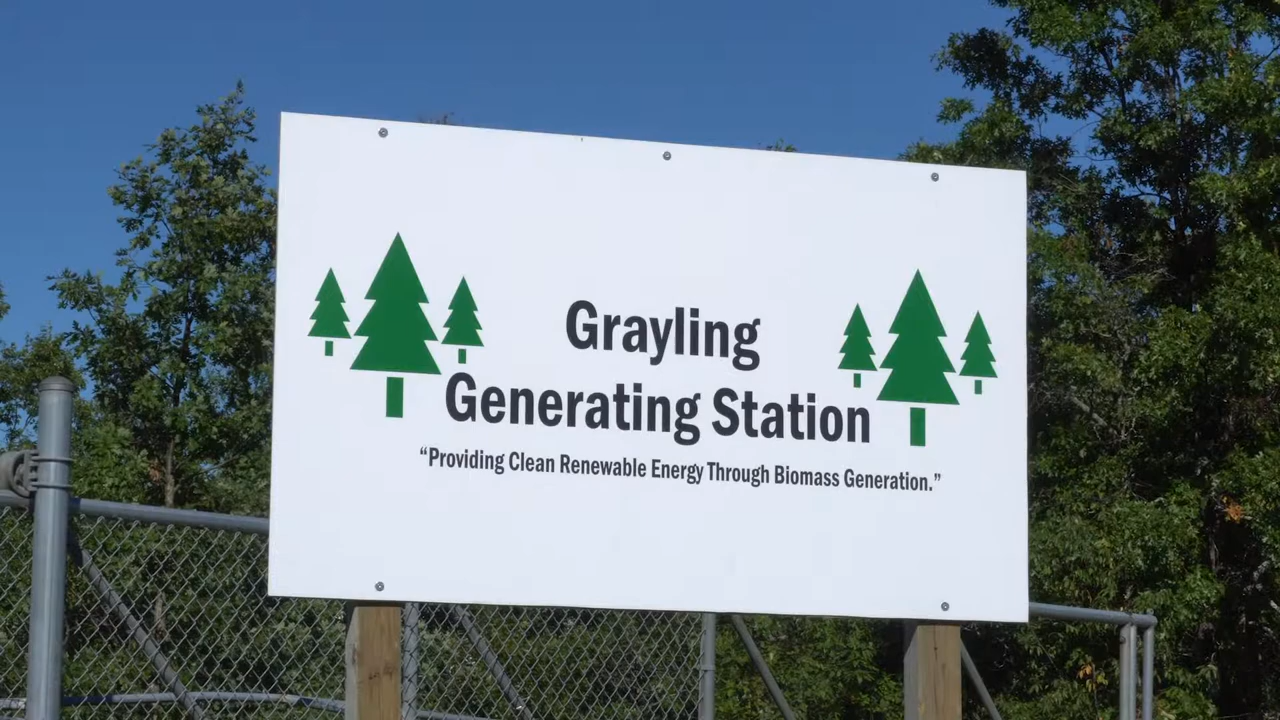 Grayling
Generating Station
“Providing Clean Renewable Energy Through Biomass Generation.”